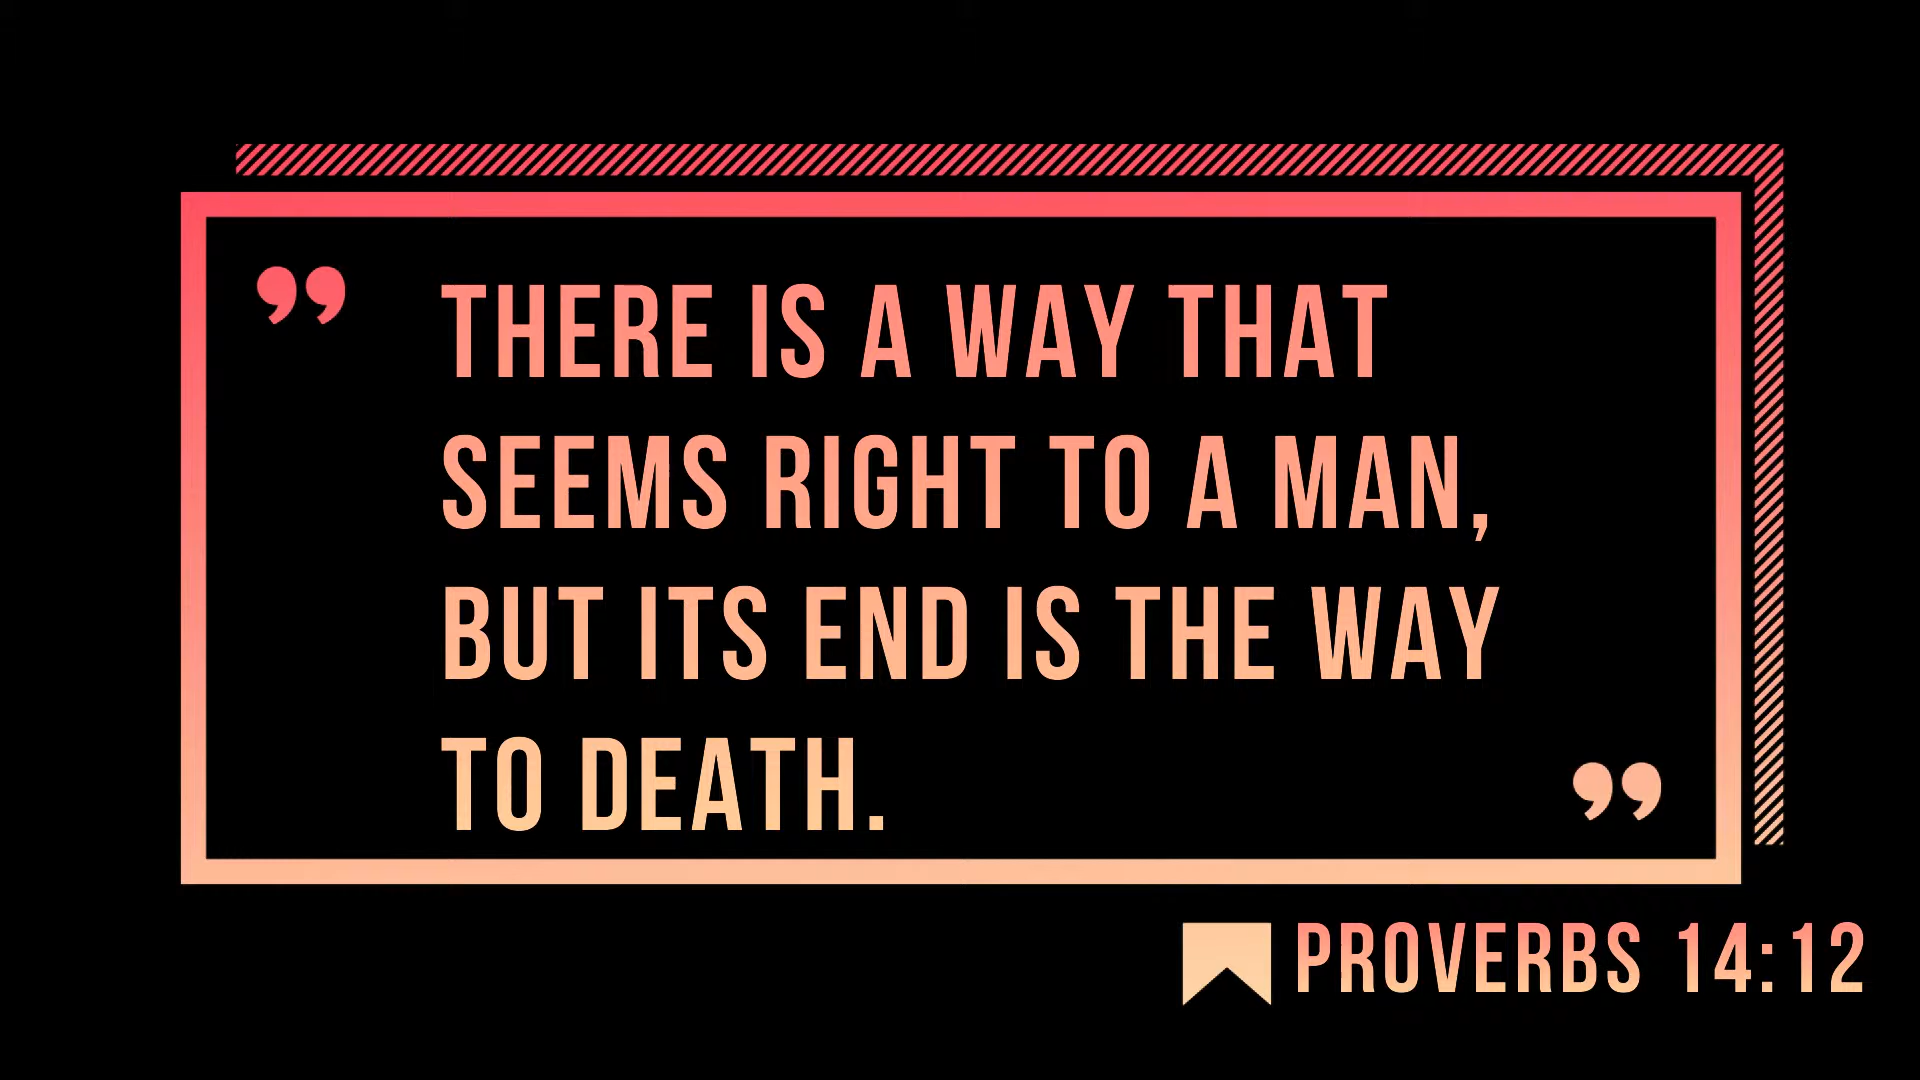 ” THERE IS A WAY THAT
SEEMS RIGHT TO A MAN,
BUT ITS END IS THE WAY
TO DEATH. ”
PROVERBS 14:12